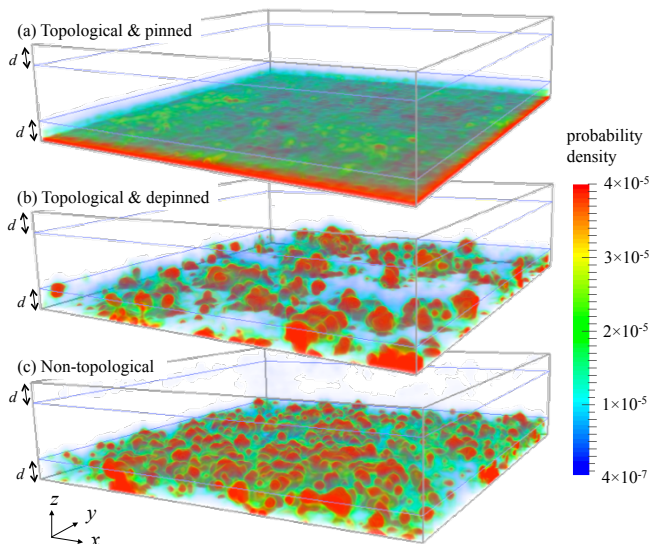 (a) Topological & pinned
d
d
probability
density
4×10⁻⁵
3×10⁻⁵
2×10⁻⁵
1×10⁻⁵
4×10⁻⁷
(b) Topological & depinned
d
d
(c) Non-topological
d
d
z
y
x